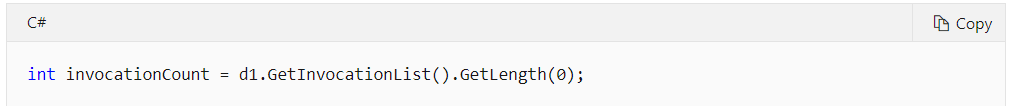 C#
Copy
int invocationCount = d1.GetInvocationList().GetLength(0);